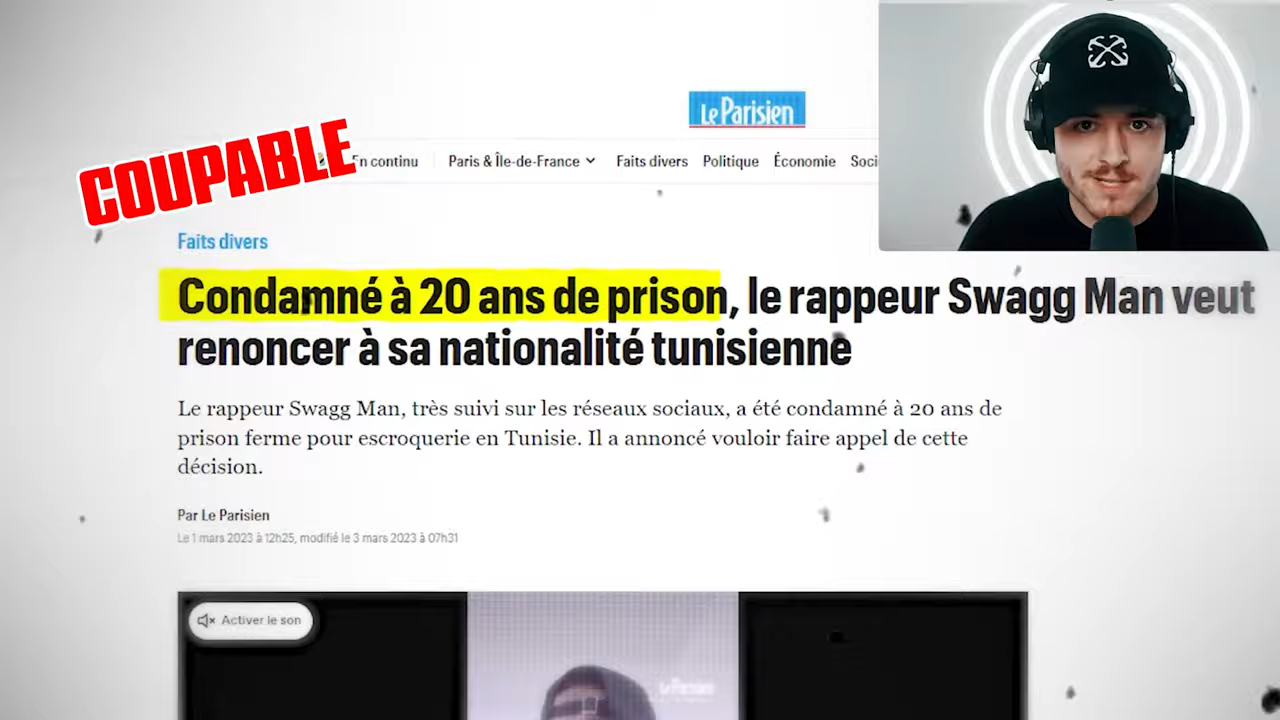 Le Parisien
COUPABLE
En continu
Paris & Île-de-France
Faits divers
Politique
Économie
Soci
Faits divers
Condamné à 20 ans de prison, le rappeur Swagg Man veut
renoncer à sa nationalité tunisienne
Le rappeur Swagg Man, très suivi sur les réseaux sociaux, a été condamné à 20 ans de
prison ferme pour escroquerie en Tunisie. Il a annoncé vouloir faire appel de cette
décision.
Par Le Parisien
Le 1 mars 2023 à 12h25, modifié le 3 mars 2023 à 07h31
Activer le son
Le Parisien